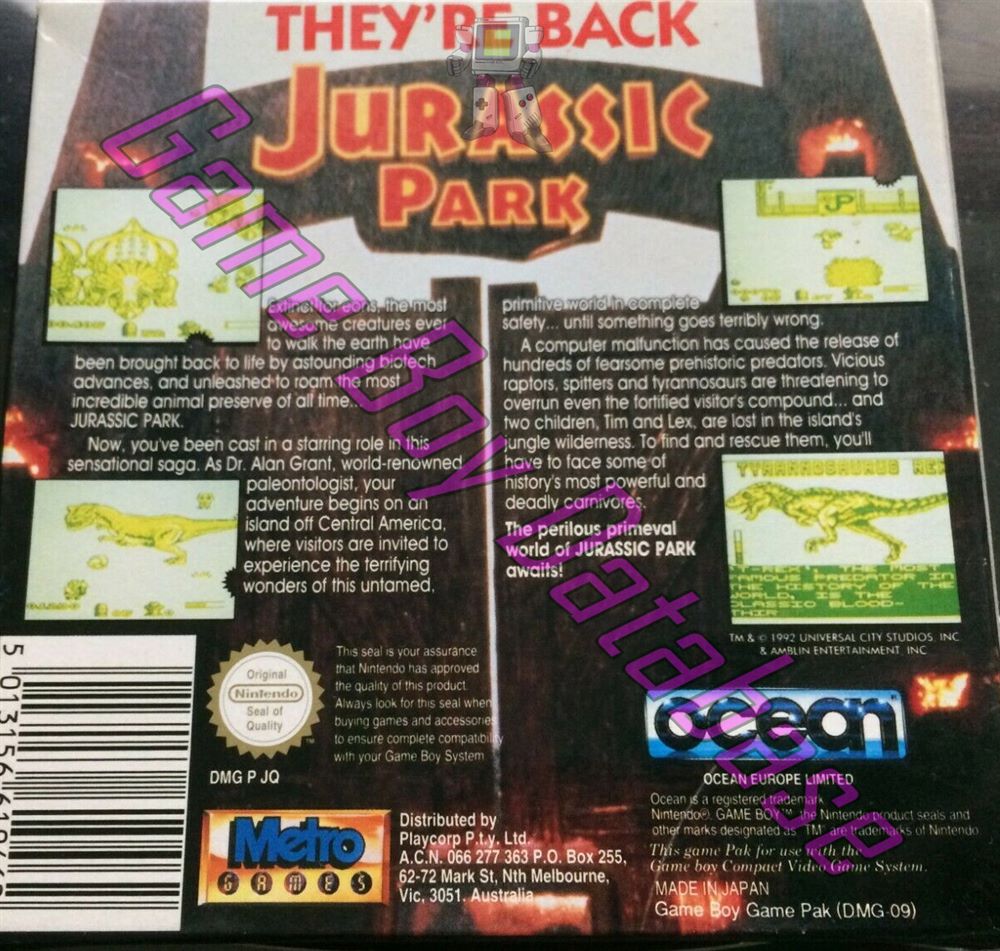 THEY'RE BACK
JURASSIC
PARK
JP
Extinct for eons, the most
awesome creatures ever
to walk the earth have
been brought back to life by astounding biotech
advances, and unleashed to roam the most
incredible animal preserve of all time...
JURASSIC PARK.
Now, you've been cast in a starring role in this
sensational saga. As Dr. Alan Grant, world-renowned
paleontologist, your
adventure begins on an
island off Central America,
where visitors are invited to
experience the terrifying
wonders of this untamed,
primitive world in complete
safety... until something goes terribly wrong.
A computer malfunction has caused the release of
hundreds of fearsome prehistoric predators. Vicious
raptors, spitters and tyrannosaurs are threatening to
overrun even the fortified visitor's compound... and
two children, Tim and Lex, are lost in the island's
jungle wilderness. To find and rescue them, you'll
have to face some of
history's most powerful and
deadly carnivores.
The perilous primeval
world of JURASSIC PARK
awaits!
TYRANNOSAURUS REX
T-REX', THE MOST
FAMOUS PREDATOR IN
HISTORY OF THE
WORLD, IS THE
CLASSIC BLOOD-
THIR
TM & © 1992 UNIVERSAL CITY STUDIOS, INC.
& AMBLIN ENTERTAINMENT, INC.
5 013156
Original
Nintendo
Seal of
Quality
TM
This seal is your assurance
that Nintendo has approved
the quality of this product.
Always look for this seal when
buying games and accessories
to ensure complete compatibility
with your Game Boy System.
DMG P JQ
Metro
GAMES
Distributed by
Playcorp P.t.y. Ltd.
A.C.N. 066 277 363 P.O. Box 255,
62-72 Mark St, Nth Melbourne,
Vic, 3051. Australia.
ocean
OCEAN EUROPE LIMITED
Ocean is a registered trademark
Nintendo®, GAME BOY™, the Nintendo product seals and
other marks designated as "TM" are trademarks of Nintendo
This game Pak for use with the
Game boy Compact Video Game System.
MADE IN JAPAN
Game Boy Game Pak (DMG-09)
Game Boy Database